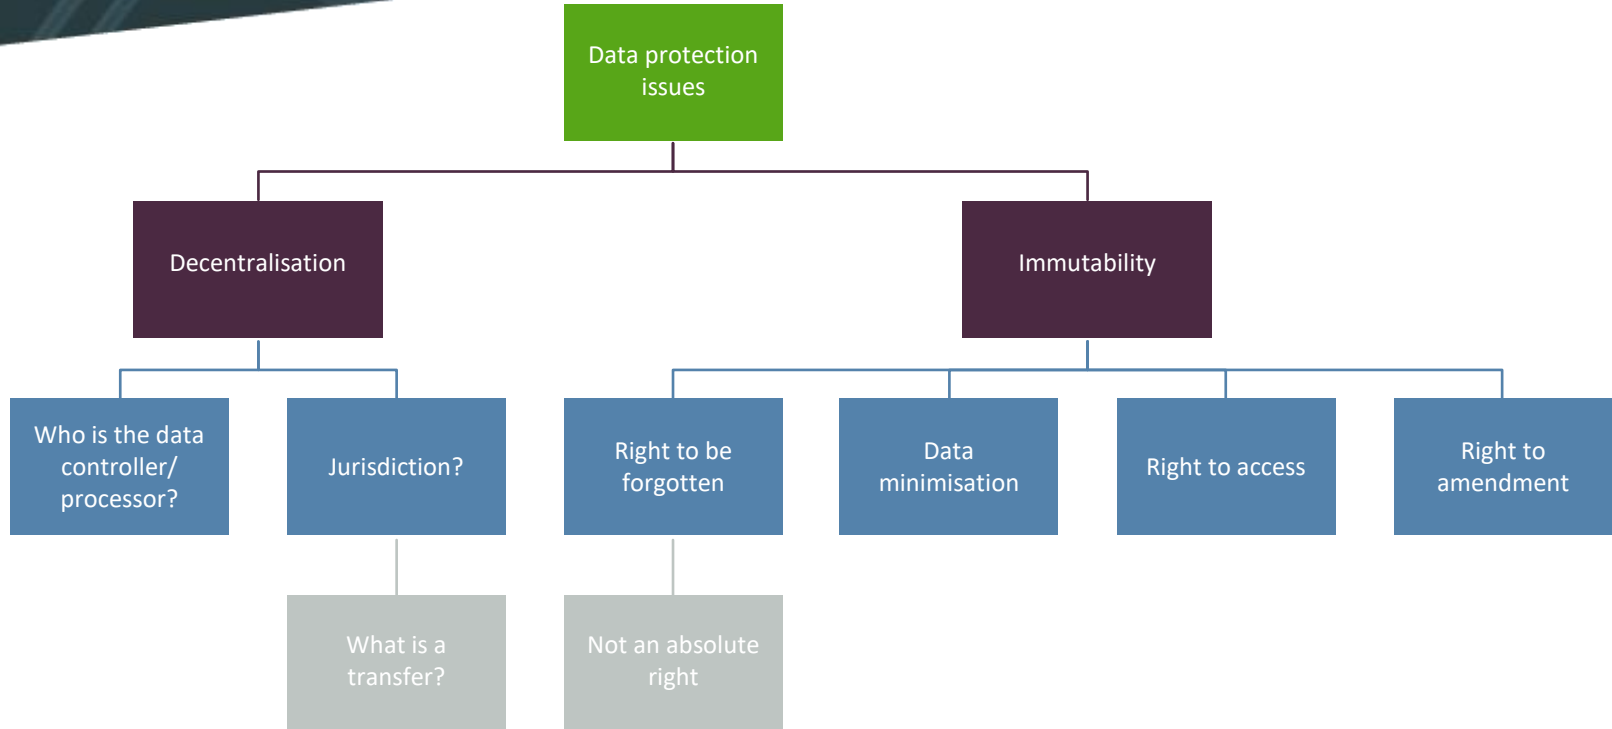 Data protection
issues
Decentralisation
Immutability
Who is the data
controller/
processor?
Jurisdiction?
Right to be
forgotten
Data
minimisation
Right to access
Right to
amendment
What is a
transfer?
Not an absolute
right